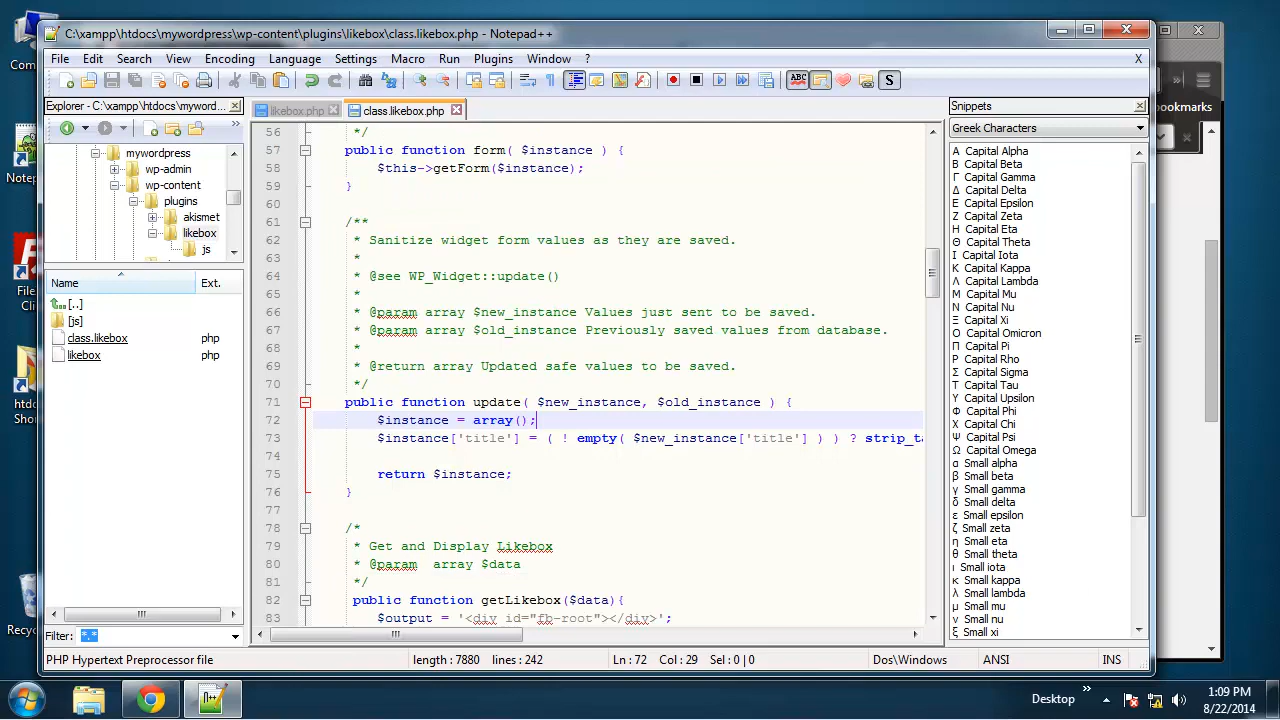 C:\xampp\htdocs\mywordpress\wp-content\plugins\likebox\class.likebox.php - Notepad++
File Edit Search View Encoding Language Settings Macro Run Plugins Window ? X
ABC S
ookmarks
Explorer - C:\xampp\htdocs\myword...
likebox.php class.likebox.php
Snippets
Greek Characters
mywordpress
wp-admin
wp-content
plugins
akismet
likebox
js
Name Ext.
[..]
[js]
class.likebox php
likebox php
Filter: *.*
56 */
57 public function form( $instance ) {
58 $this->getForm($instance);
59 }
60
61 /**
62 * Sanitize widget form values as they are saved.
63 *
64 * @see WP_Widget::update()
65 *
66 * @param array $new_instance Values just sent to be saved.
67 * @param array $old_instance Previously saved values from database.
68 *
69 * @return array Updated safe values to be saved.
70 */
71 public function update( $new_instance, $old_instance ) {
72 $instance = array();
73 $instance['title'] = ( ! empty( $new_instance['title'] ) ) ? strip_ta
74
75 return $instance;
76 }
77
78 /*
79 * Get and Display Likebox
80 * @param array $data
81 */
82 public function getLikebox($data){
83 $output = '<div id="fb-root"></div>';
Α Capital Alpha
Β Capital Beta
Γ Capital Gamma
Δ Capital Delta
Ε Capital Epsilon
Ζ Capital Zeta
Η Capital Eta
Θ Capital Theta
Ι Capital Iota
Κ Capital Kappa
Λ Capital Lamda
Μ Capital Mu
Ν Capital Nu
Ξ Capital Xi
Ο Capital Omicron
Π Capital Pi
Ρ Capital Rho
Σ Capital Sigma
Τ Capital Tau
Υ Capital Upsilon
Φ Capital Phi
Χ Capital Chi
Ψ Capital Psi
Ω Capital Omega
α Small alpha
β Small beta
γ Small gamma
δ Small delta
ε Small epsilon
ζ Small zeta
η Small eta
θ Small theta
ι Small iota
κ Small kappa
λ Small lambda
μ Small mu
ν Small nu
ξ Small xi
PHP Hypertext Preprocessor file length : 7880 lines : 242 Ln : 72 Col : 29 Sel : 0 | 0 Dos\Windows ANSI INS
Com
Note
File
Cli
htdo
Shor
Recy
Desktop
1:09 PM
8/22/2014